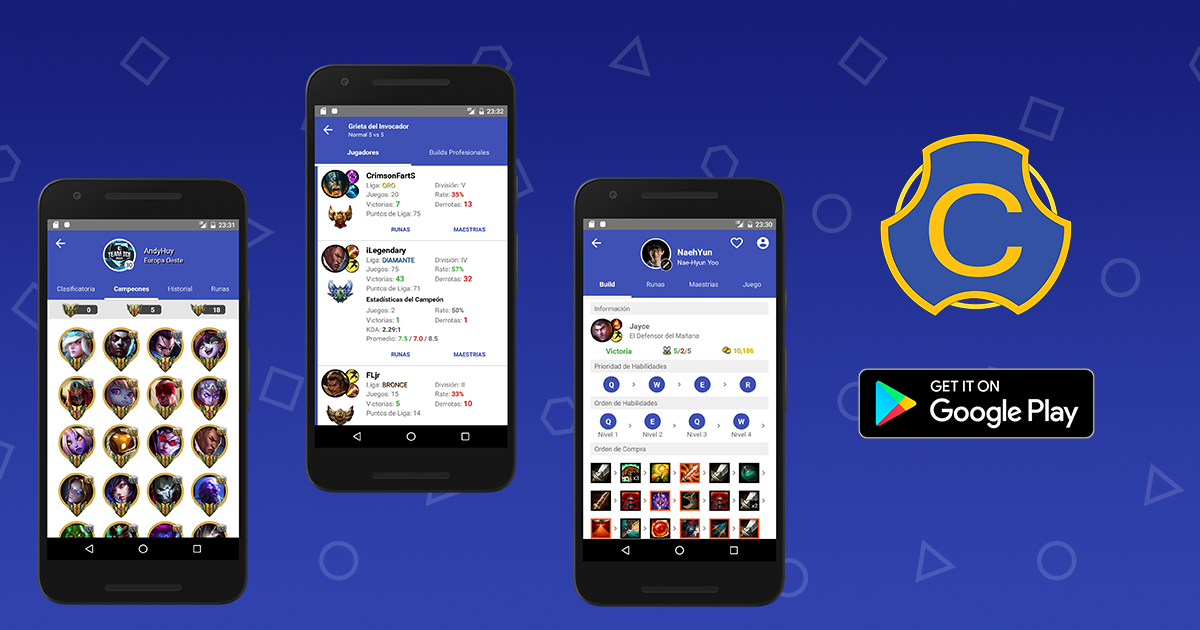 23:31
AndyHuy
Europa Oeste
TEAM ICE
30
Clasificatoria Campeones Historial Runas
0 5 18
23:32
Grieta del Invocador
Normal 5 vs 5
Jugadores Builds Profesionales
CrimsonFartS
Liga: ORO División: V
Juegos: 20 Rate: 35%
Victorias: 7 Derrotas: 13
Puntos de Liga: 75
RUNAS MAESTRIAS
iLegendary
Liga: DIAMANTE División: IV
Juegos: 75 Rate: 57%
Victorias: 43 Derrotas: 32
Puntos de Liga: 71
Estadísticas del Campeón
Juegos: 2 Rate: 50%
Victorias: 1 Derrotas: 1
KDA: 2.29:1
Promedio: 7.5 / 7.0 / 8.5
RUNAS MAESTRIAS
FLjr
Liga: BRONCE División: II
Juegos: 15 Rate: 33%
Victorias: 5 Derrotas: 10
Puntos de Liga: 14
23:30
NaehYun
Nae-Hyun Yoo
Build Runas Maestrias Juego
Información
Jayce
El Defensor del Mañana
Victoria 5/2/5 10,186
Prioridad de Habilidades
Q > W > E > R
Orden de Habilidades
Q > E > Q > W >
Nivel 1 Nivel 2 Nivel 3 Nivel 4
Orden de Compra
x3
x2
C
GET IT ON
Google Play